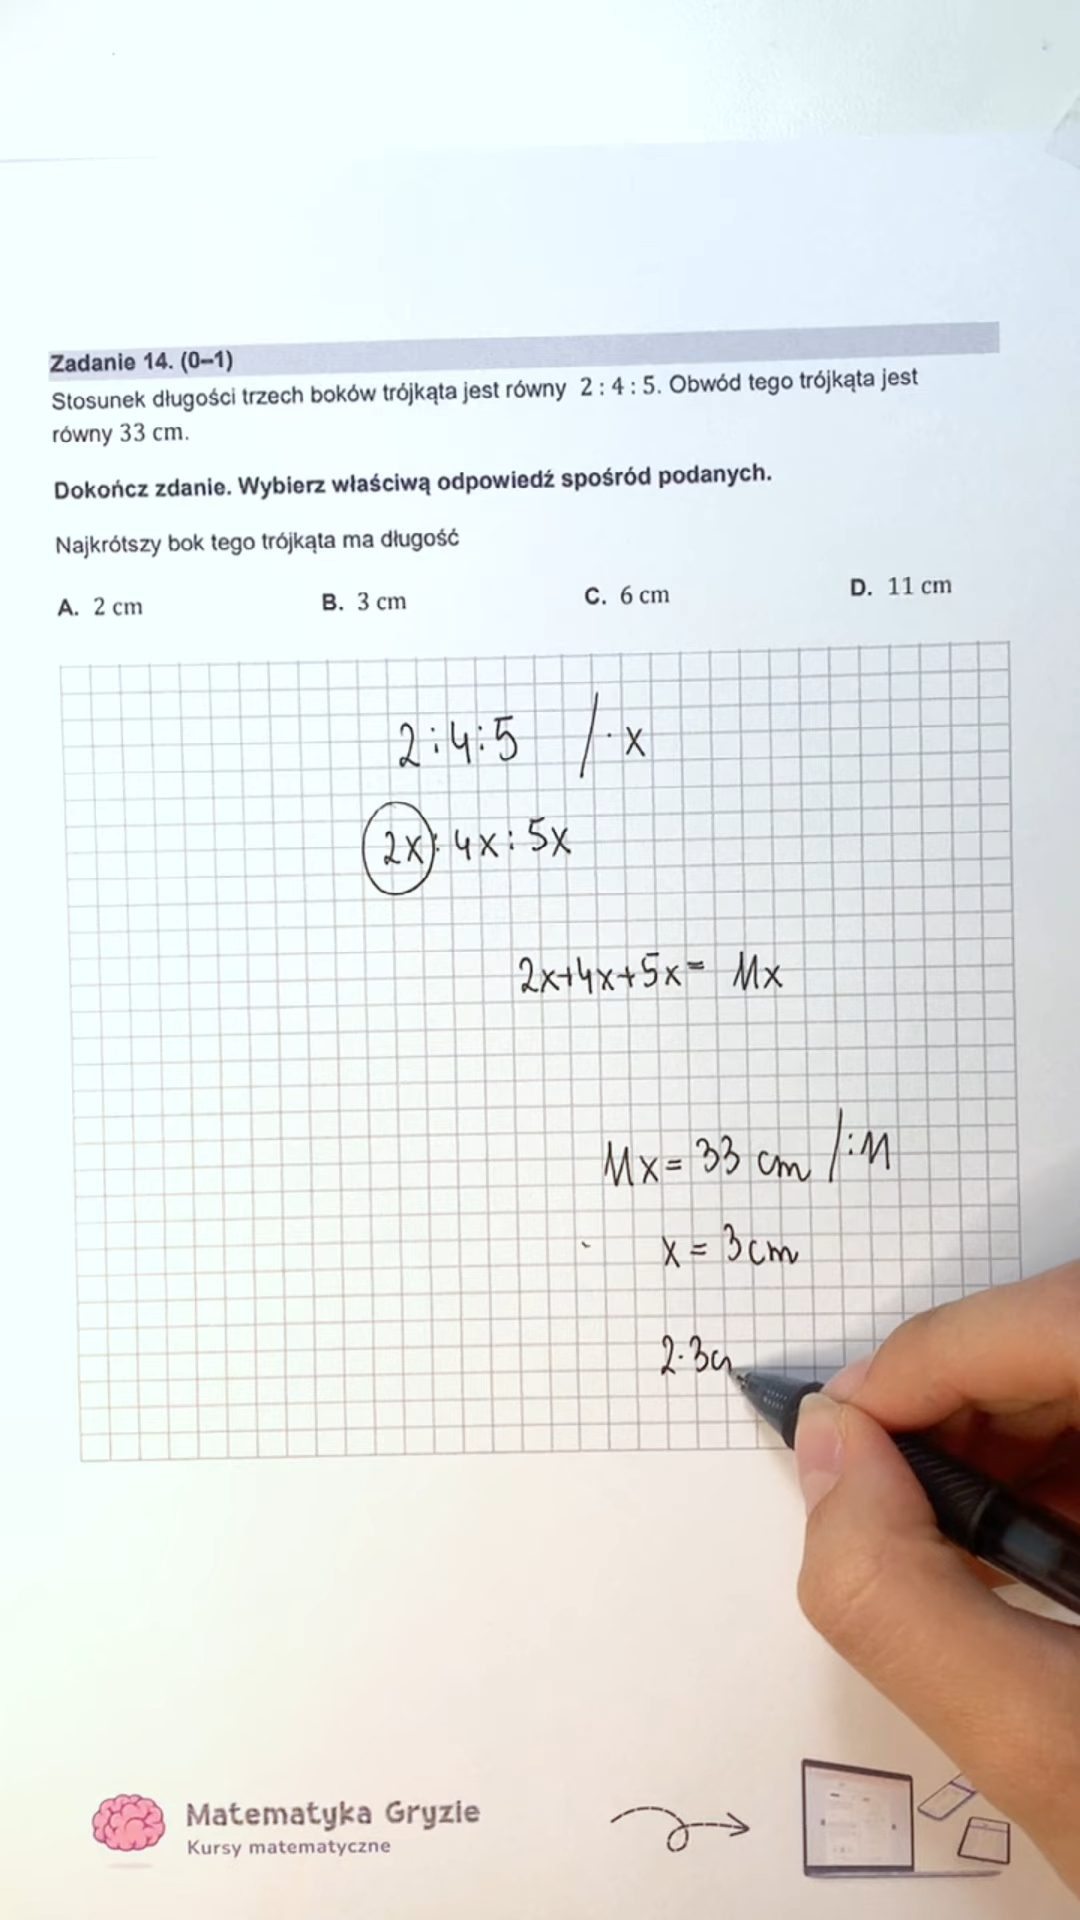 Zadanie 14. (0–1)
Stosunek długości trzech boków trójkąta jest równy 2 : 4 : 5. Obwód tego trójkąta jest
równy 33 cm.
Dokończ zdanie. Wybierz właściwą odpowiedź spośród podanych.
Najkrótszy bok tego trójkąta ma długość
A. 2 cm B. 3 cm C. 6 cm D. 11 cm
2:4:5 /·x
2x:4x:5x
2x+4x+5x= 11x
11x = 33 cm /:11
x = 3cm
2·3c
Matematyka Gryzie
Kursy matematyczne